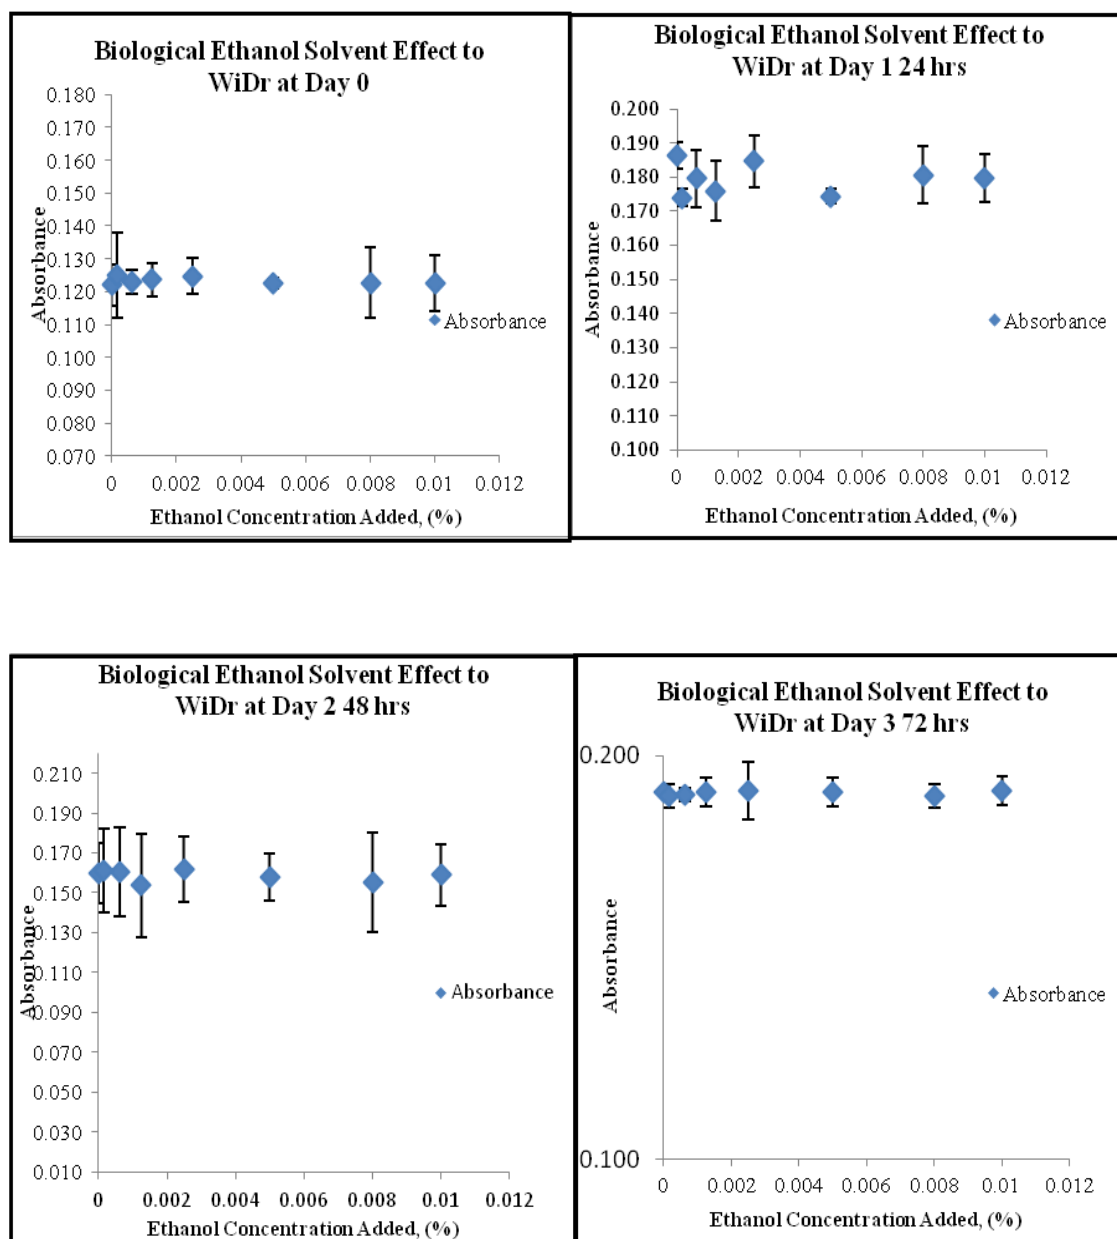 Biological Ethanol Solvent Effect to
WiDr at Day 0
0.180
0.170
0.160
0.150
0.140
0.130
0.120
0.110
0.100
0.090
0.080
0.070
Absorbance
Absorbance
0 0.002 0.004 0.006 0.008 0.01 0.012
Ethanol Concentration Added, (%)
Biological Ethanol Solvent Effect to
WiDr at Day 1 24 hrs
0.200
0.190
0.180
0.170
0.160
0.150
0.140
0.130
0.120
0.110
0.100
Absorbance
Absorbance
0 0.002 0.004 0.006 0.008 0.01 0.012
Ethanol Concentration Added, (%)
Biological Ethanol Solvent Effect to
WiDr at Day 2 48 hrs
0.210
0.190
0.170
0.150
0.130
0.110
0.090
0.070
0.050
0.030
0.010
Absorbance
Absorbance
0 0.002 0.004 0.006 0.008 0.01 0.012
Ethanol Concentration Added, (%)
Biological Ethanol Solvent Effect to
WiDr at Day 3 72 hrs
0.200
0.100
Absorbance
Absorbance
0 0.002 0.004 0.006 0.008 0.01 0.012
Ethanol Concentration Added, (%)